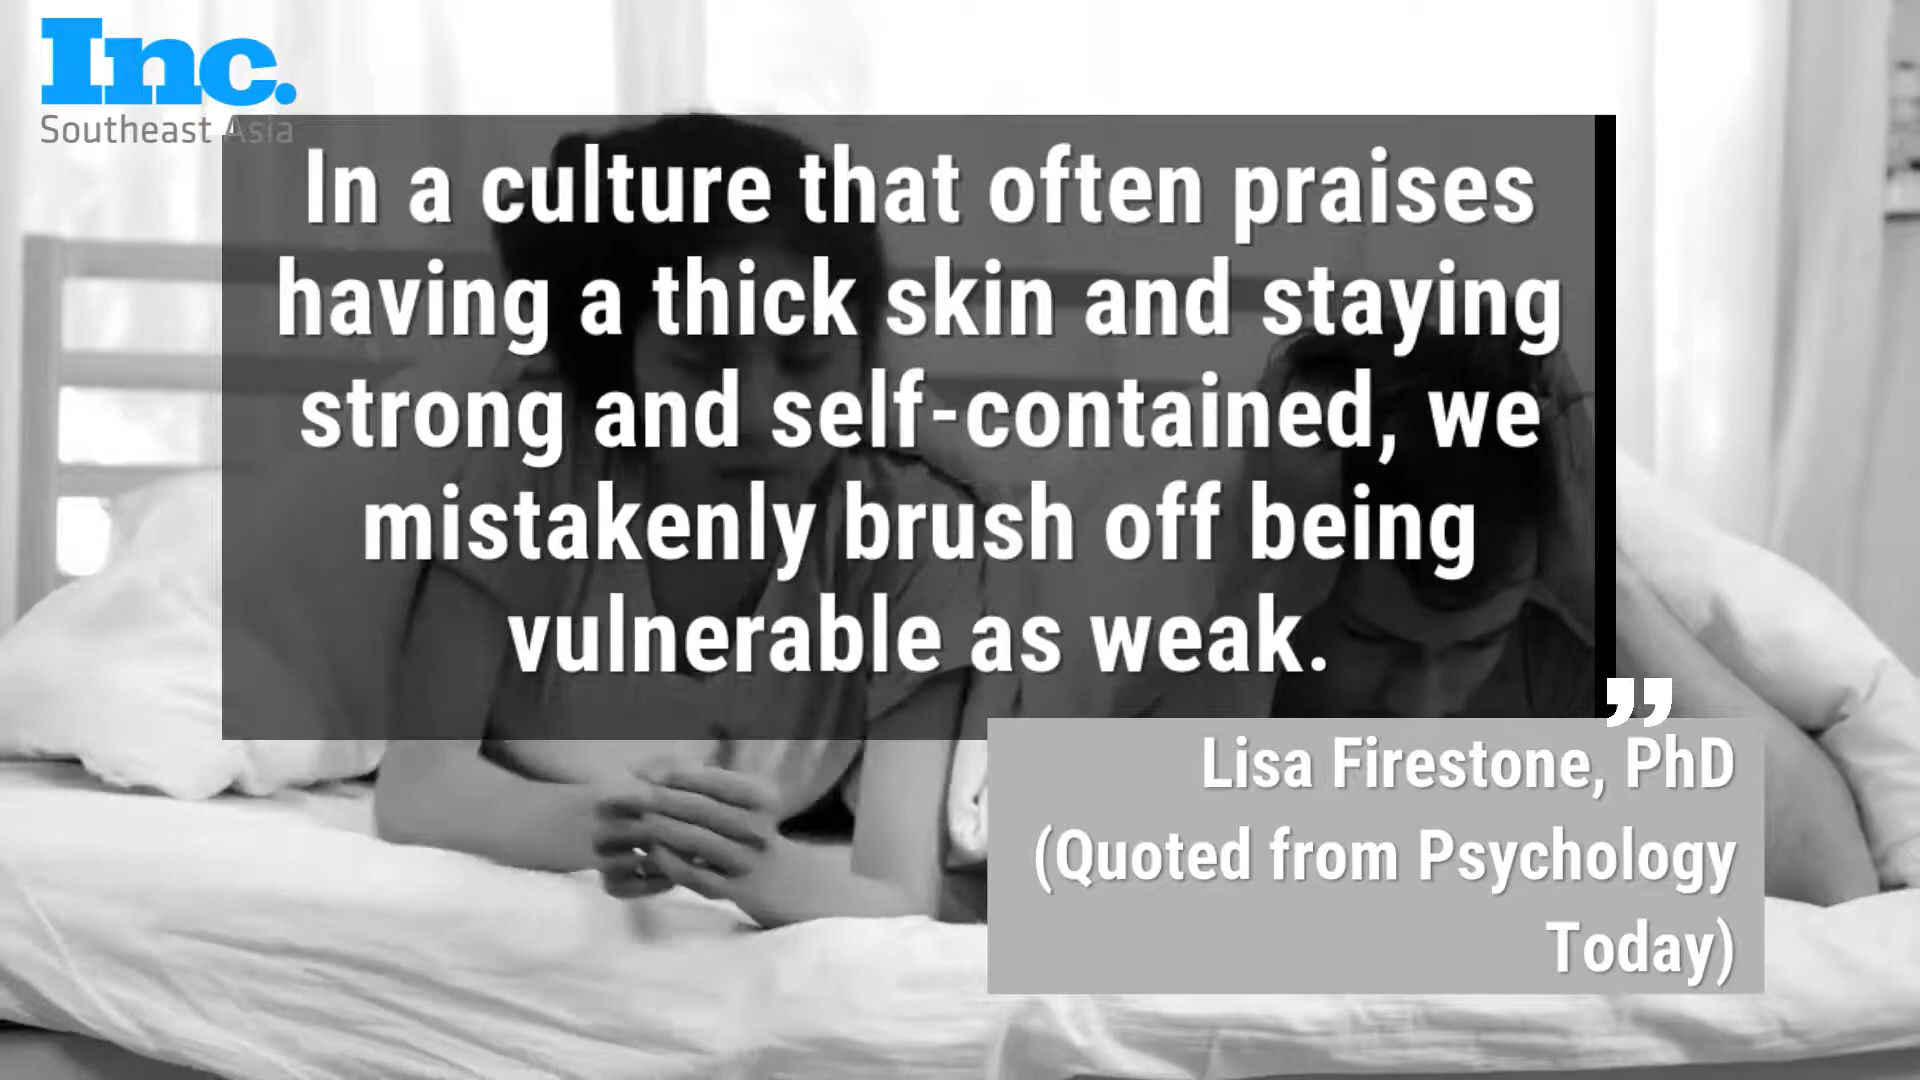 Inc.
Southeast Asia
In a culture that often praises
having a thick skin and staying
strong and self-contained, we
mistakenly brush off being
vulnerable as weak.
”
Lisa Firestone, PhD
(Quoted from Psychology
Today)